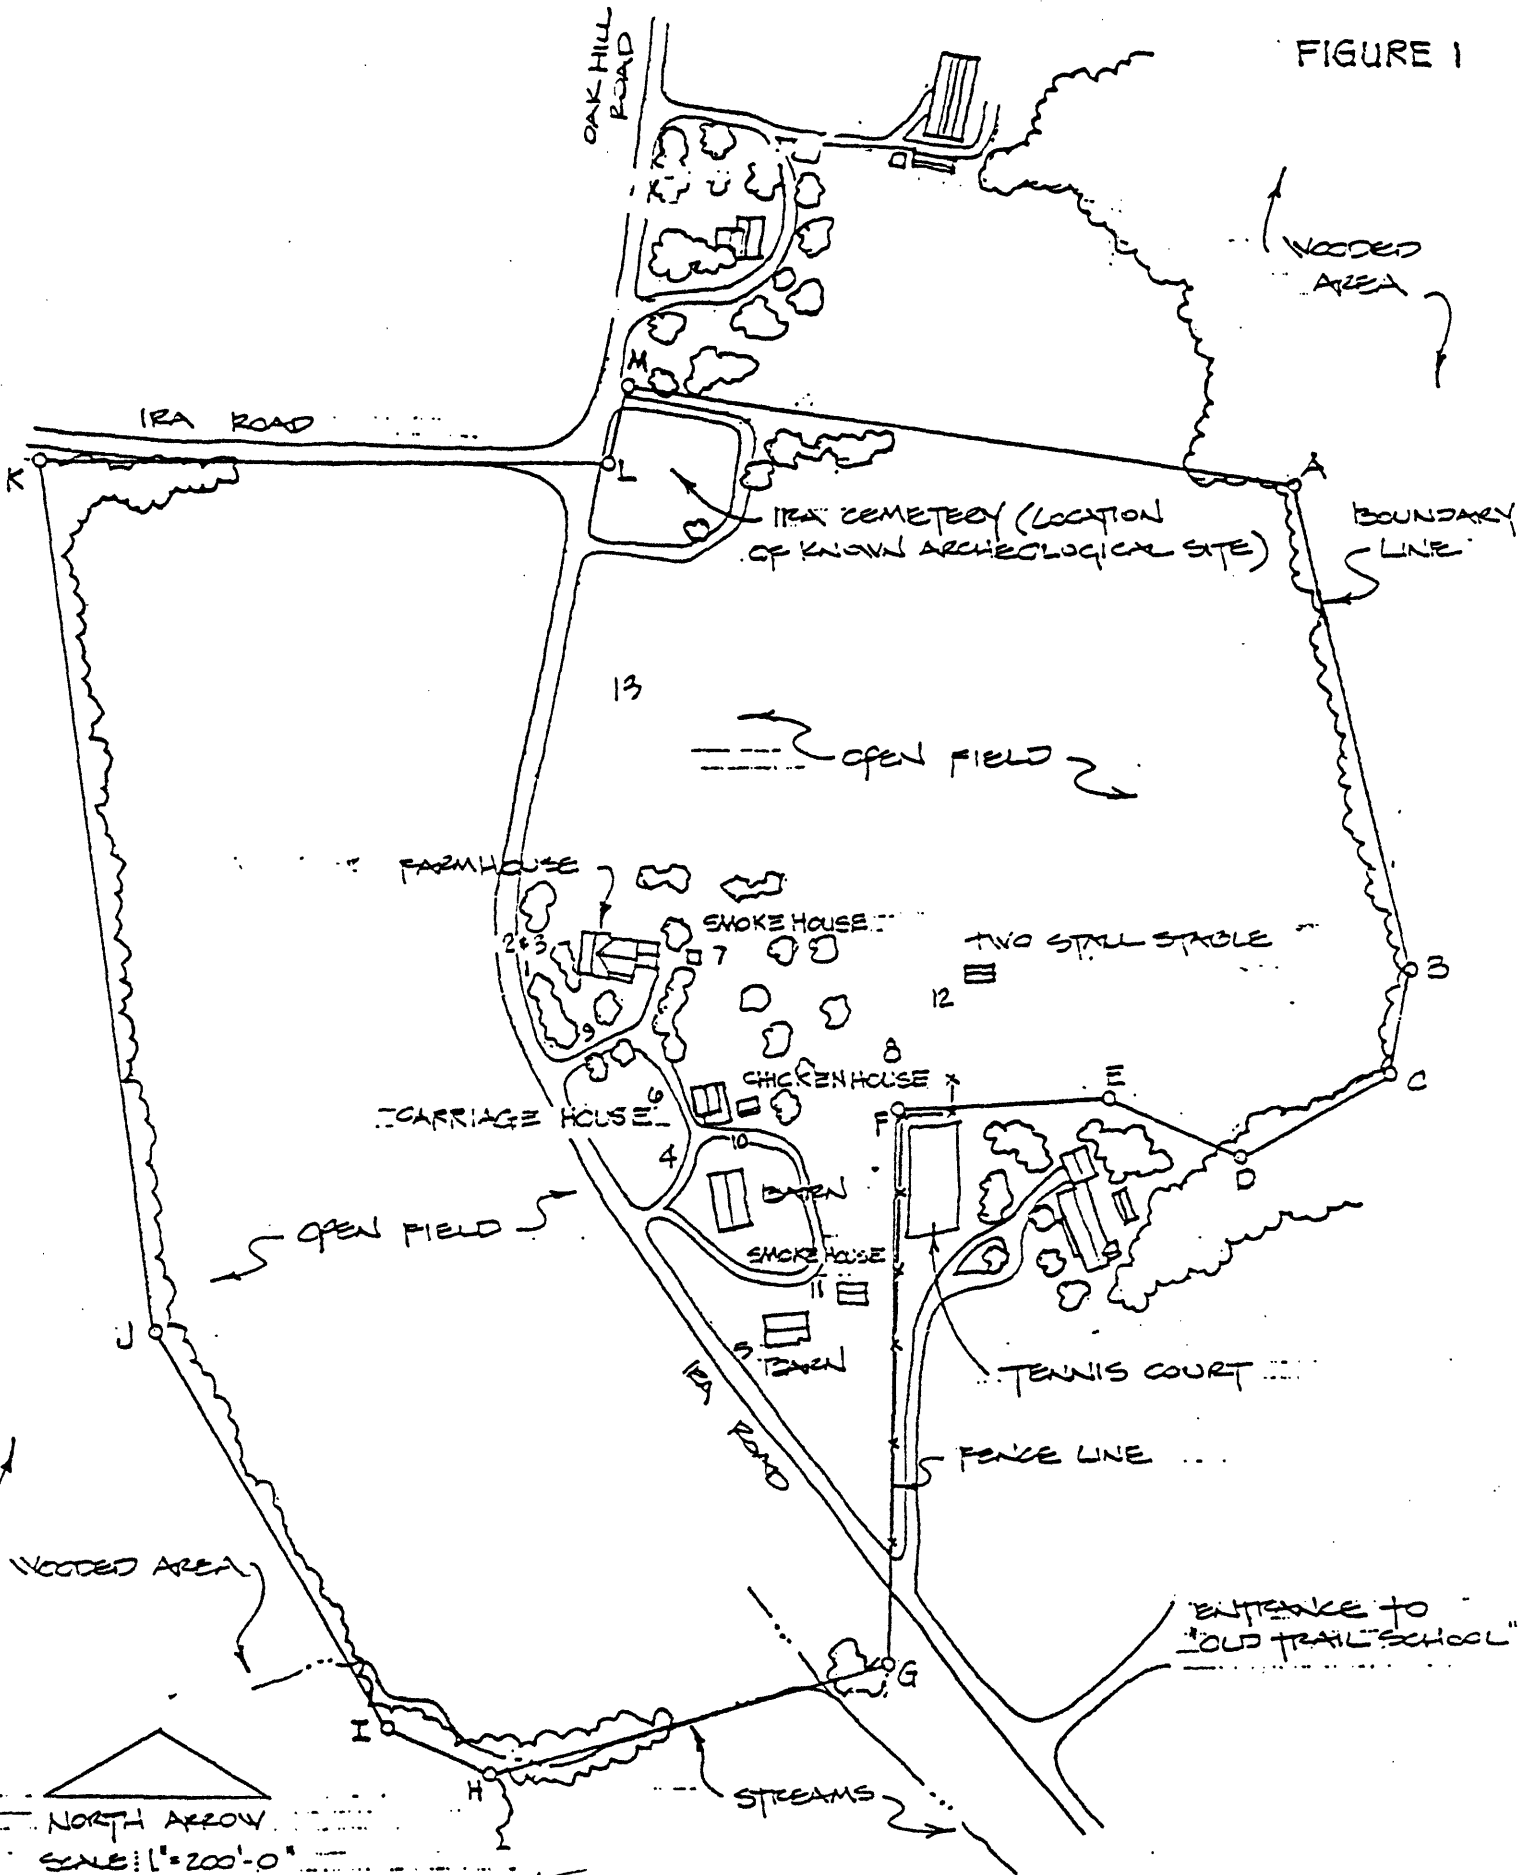 FIGURE 1
OAK HILL
ROAD
WOODED
AREA
M
IRA ROAD
K
L
A
IRA CEMETERY (LOCATION
OF KNOWN ARCHEOLOGICAL SITE)
BOUNDARY
LINE
13
OPEN FIELD
FARMHOUSE
SMOKE HOUSE
2 & 3
1
7
TWO STALL STABLE
B
12
9
8
CHICKEN HOUSE
E
C
6
CARRIAGE HOUSE
F
4
10
D
BARN
OPEN FIELD
SMOKE HOUSE
11
J
5
BARN
IRA
ROAD
TENNIS COURT
FENCE LINE
WOODED AREA
ENTRANCE TO
"OLD TRAIL SCHOOL"
G
I
H
STREAMS
NORTH ARROW
SCALE: 1"=200'-0"